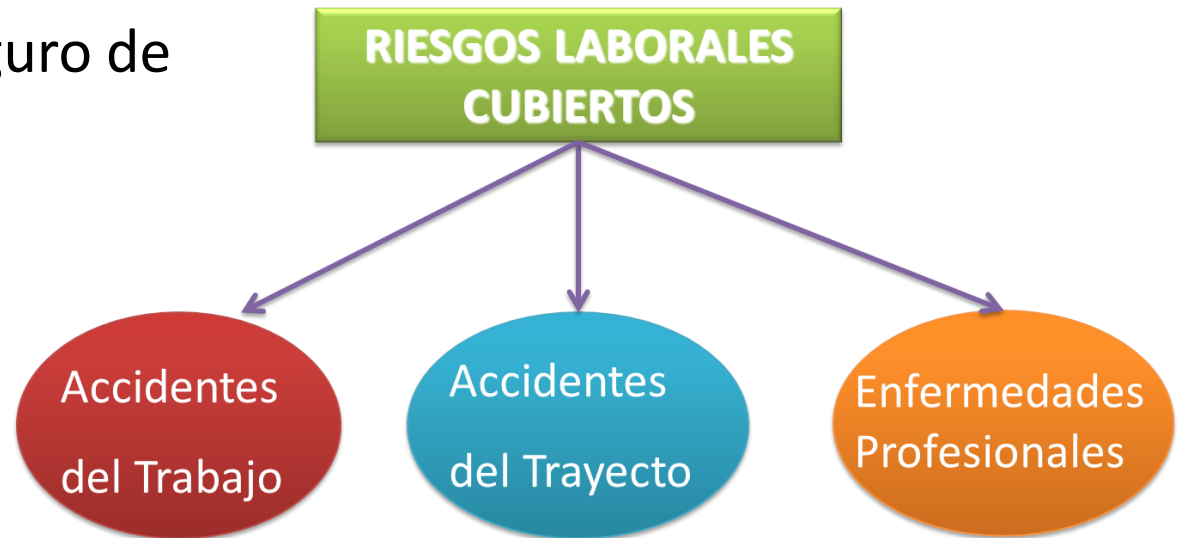 guro de
RIESGOS LABORALES
CUBIERTOS
Accidentes
del Trabajo
Accidentes
del Trayecto
Enfermedades
Profesionales